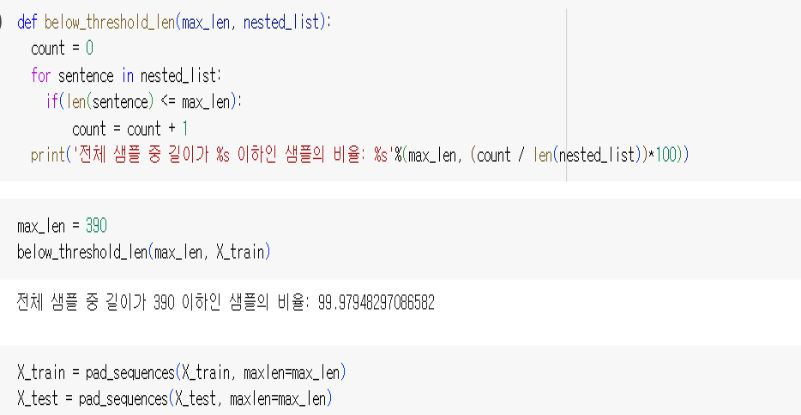 def below_threshold_len(max_len, nested_list):
count = 0
for sentence in nested_list:
if(len(sentence) <= max_len):
count = count + 1
print('전체 샘플 중 길이가 %s 이하인 샘플의 비율: %s'%(max_len, (count / len(nested_list))*100))
max_len = 390
below_threshold_len(max_len, X_train)
전체 샘플 중 길이가 390 이하인 샘플의 비율: 99.97948297086582
X_train = pad_sequences(X_train, maxlen=max_len)
X_test = pad_sequences(X_test, maxlen=max_len)